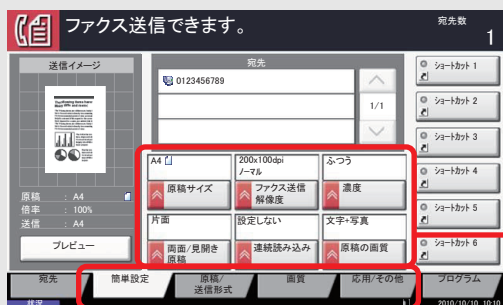 ファクス送信できます。
宛先数
1
送信イメージ
宛先
0123456789
1/1
ショートカット 1
ショートカット 2
ショートカット 3
ショートカット 4
ショートカット 5
ショートカット 6
原稿 : A4
倍率 : 100%
送信 : A4
プレビュー
A4
原稿サイズ
200x100dpi
ノーマル
ファクス送信
解像度
ふつう
濃度
片面
両面/見開き
原稿
設定しない
連続読み込み
文字+写真
原稿の画質
宛先
簡単設定
原稿/
送信形式
画質
応用/その他
プログラム
状況
2010/10/10 10:10